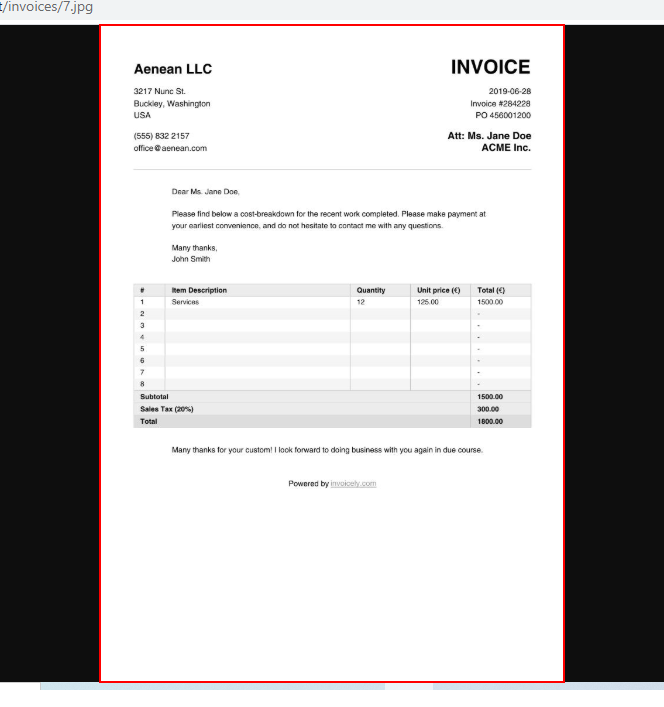 t/invoices/7.jpg
Aenean LLC
INVOICE
3217 Nunc St.
Buckley, Washington
USA
2019-06-28
Invoice #284228
PO 456001200
(555) 832 2157
office@aenean.com
Att: Ms. Jane Doe
ACME Inc.
Dear Ms. Jane Doe,
Please find below a cost-breakdown for the recent work completed. Please make payment at
your earliest convenience, and do not hesitate to contact me with any questions.
Many thanks,
John Smith
# Item Description Quantity Unit price (€) Total (€)
1 Services 12 125.00 1500.00
2 -
3 -
4 -
5 -
6 -
7 -
8 -
Subtotal 1500.00
Sales Tax (20%) 300.00
Total 1800.00
Many thanks for your custom! I look forward to doing business with you again in due course.
Powered by invoicely.com